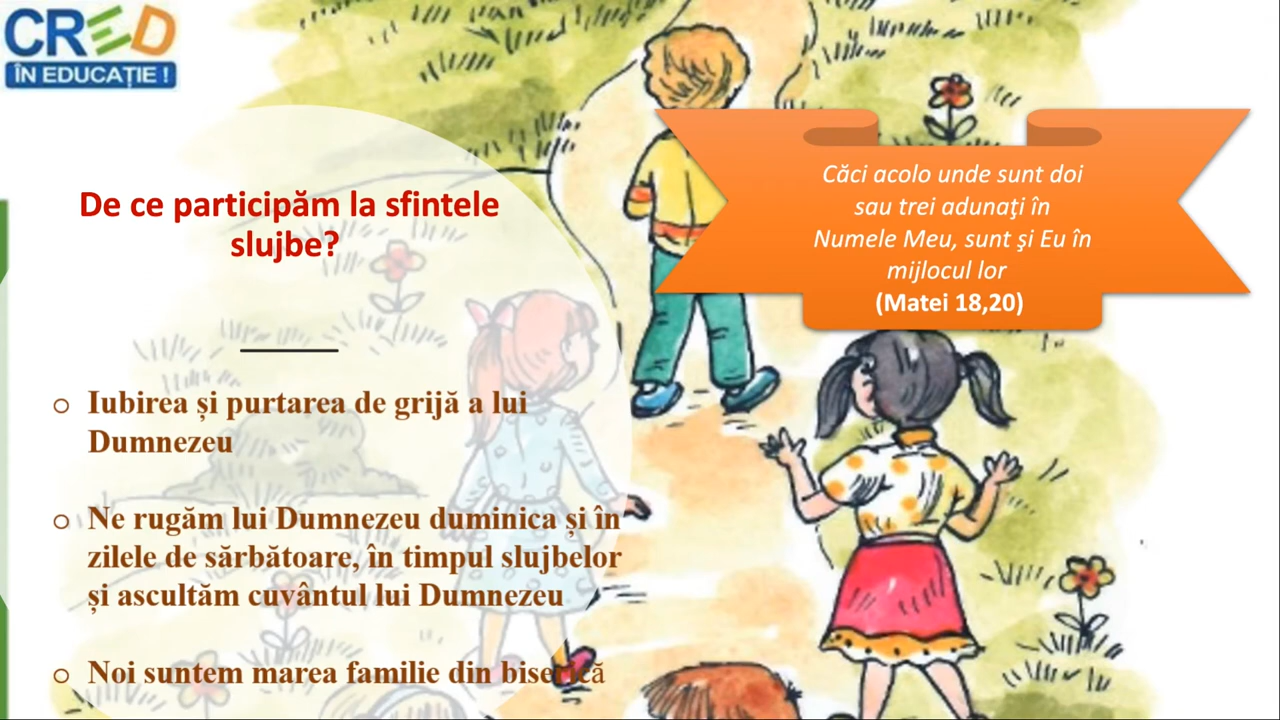 CRED
ÎN EDUCAȚIE !
De ce participăm la sfintele
slujbe?
Căci acolo unde sunt doi
sau trei adunaţi în
Numele Meu, sunt şi Eu în
mijlocul lor
(Matei 18,20)
o Iubirea și purtarea de grijă a lui
Dumnezeu
o Ne rugăm lui Dumnezeu duminica și în
zilele de sărbătoare, în timpul slujbelor
și ascultăm cuvântul lui Dumnezeu
o Noi suntem marea familie din biserică